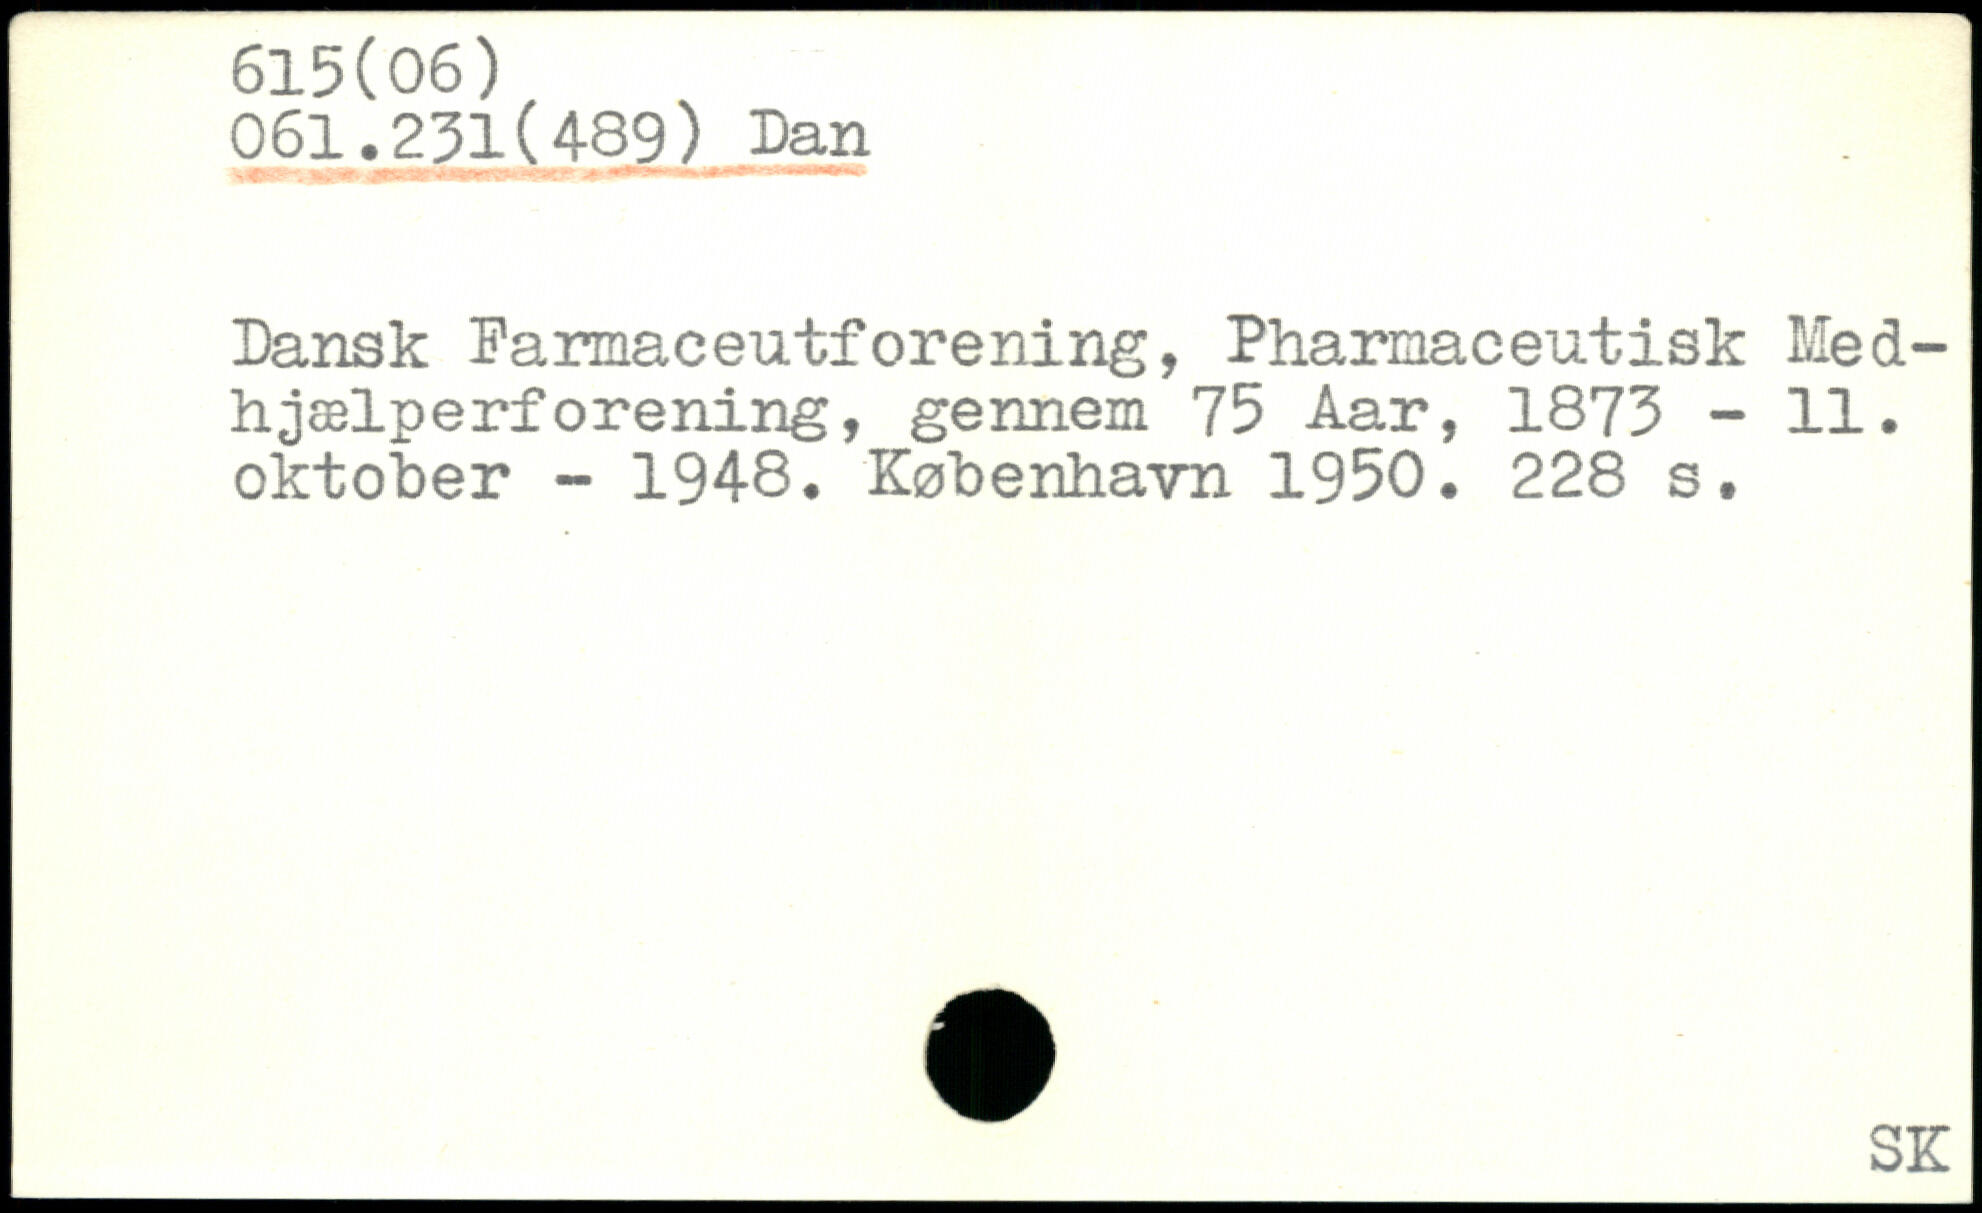 615(06)
061.231(489) Dan
Dansk Farmaceutforening, Pharmaceutisk Med-
hjælperforening, gennem 75 Aar, 1873 - 11.
oktober - 1948. København 1950. 228 s.
SK